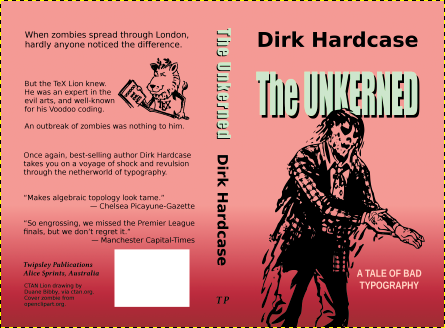 When zombies spread through London,
hardly anyone noticed the difference.
But the TeX Lion knew.
He was an expert in the
evil arts, and well-known
for his Voodoo coding.
An outbreak of zombies was nothing to him.
Once again, best-selling author Dirk Hardcase
takes you on a voyage of shock and revulsion
through the netherworld of typography.
“Makes algebraic topology look tame.”
— Chelsea Picayune-Gazette
“So engrossing, we missed the Premier League
finals, but we don't regret it.”
— Manchester Capital-Times
Twipsley Publications
Alice Sprints, Australia
CTAN Lion drawing by
Duane Bibby, via ctan.org.
Cover zombie from
openclipart.org.
The Unkerned
Dirk Hardcase
TP
Dirk Hardcase
The UNKERNED
A TALE OF BAD
TYPOGRAPHY